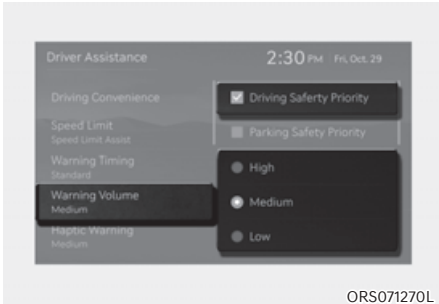 Driver Assistance
2:30 PM Fri, Oct. 29
Driving Convenience
Speed Limit
Speed Limit Assist
Warning Timing
Standard
Warning Volume
Medium
Haptic Warning
Medium
Driving Saferty Priority
Parking Safety Priority
High
Medium
Low
ORS071270L